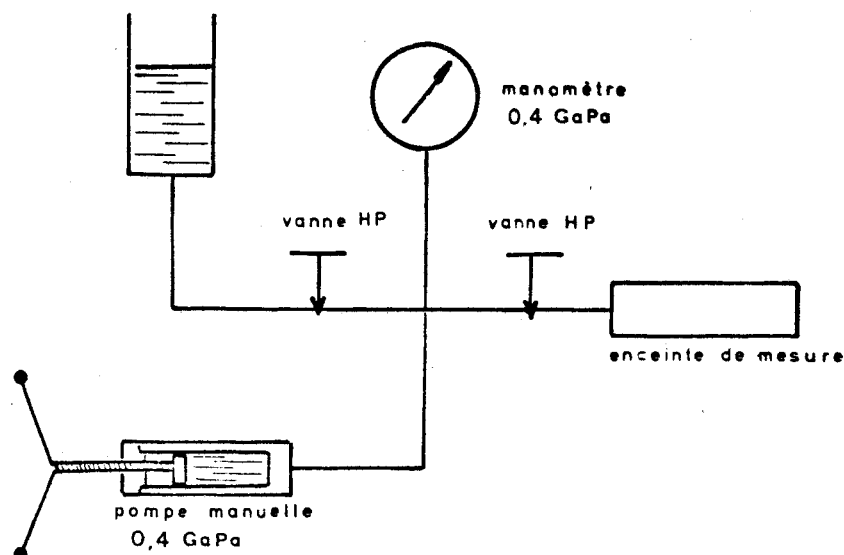 manomètre
0,4 GaPa
vanne HP
vanne HP
enceinte de mesure
pompe manuelle
0,4 GaPa